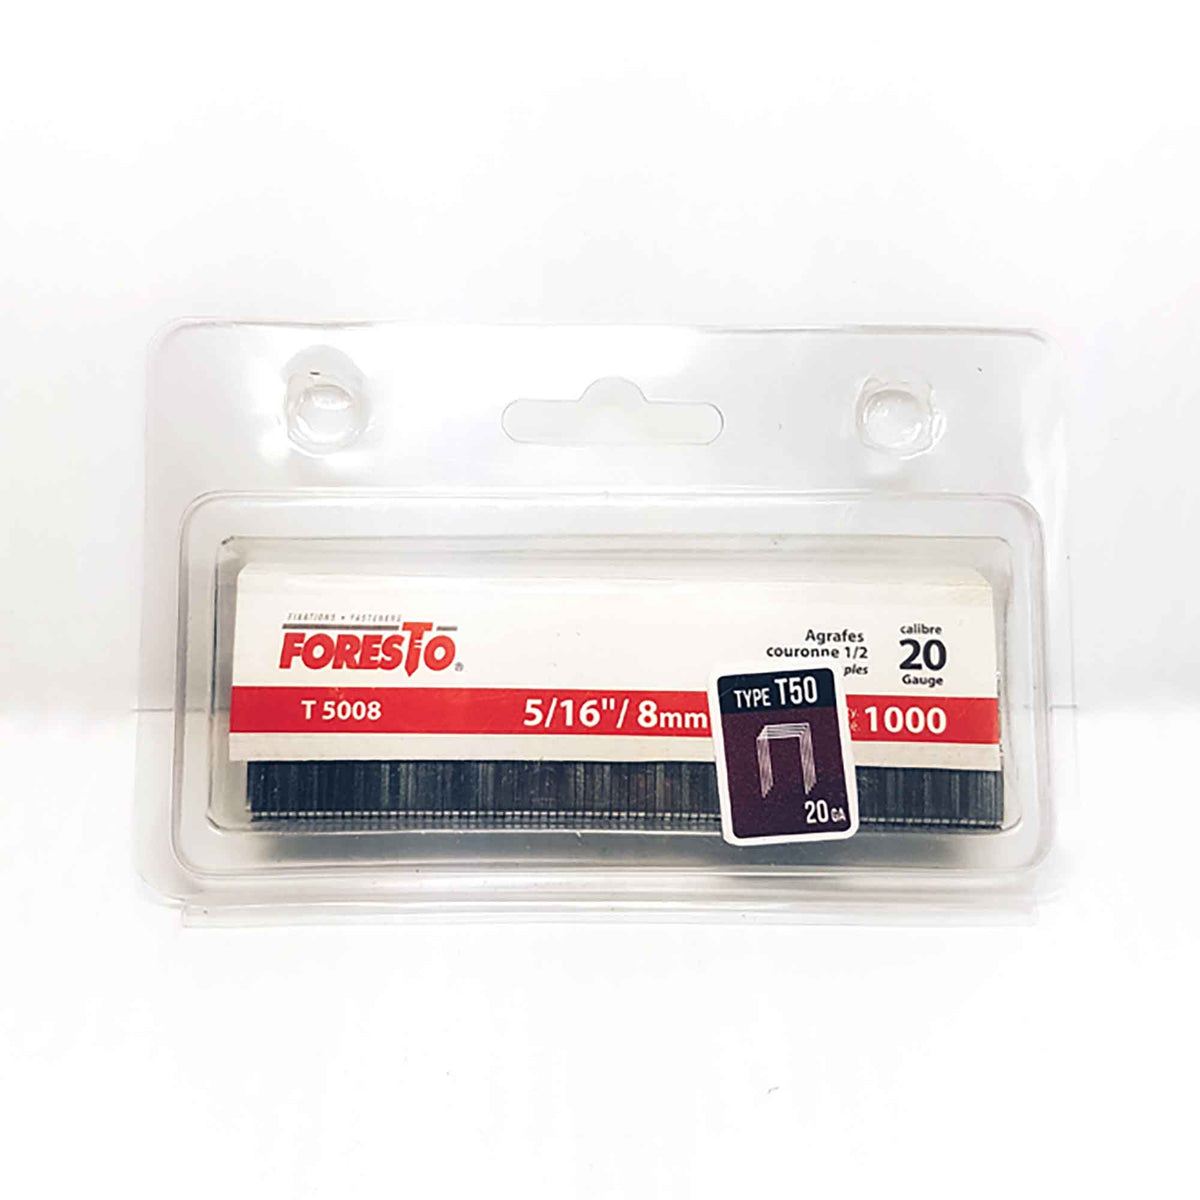 FIXATIONS • FASTENERS
FORESTO®
Agrafes
couronne 1/2
calibre
20
Gauge
T 5008
5/16"/ 8mm
1000
TYPE T50
20 GA